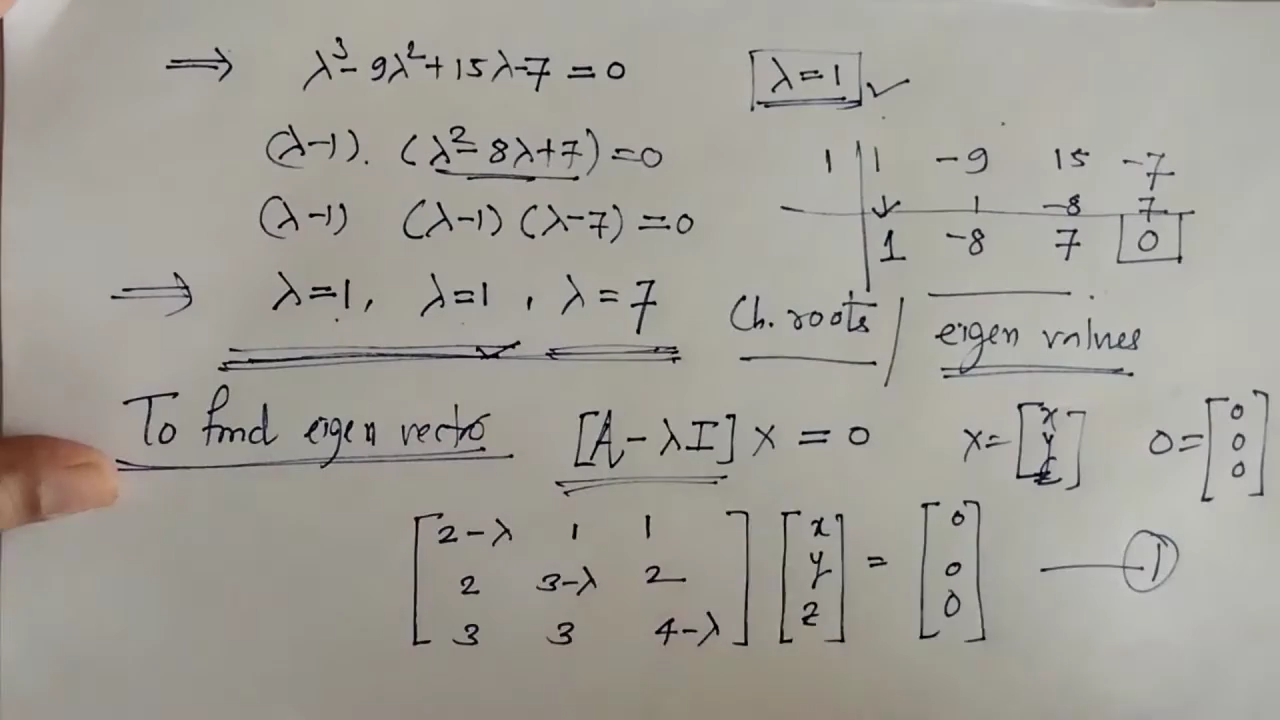 ⟹ λ³ - 9λ² + 15λ - 7 = 0
λ = 1 ✓
(λ-1). (λ² - 8λ + 7) = 0
(λ-1) (λ-1) (λ-7) = 0
⟹ λ = 1, λ = 1, λ = 7
1 | 1 -9 15 -7
↓ 1 -8 7
1 -8 7 0
Ch. roots / eigen values
To find eigen vecto [A - λI] X = 0 X = [x y z] 0 = [0 0 0]
[2-λ 1 1] [x] [0]
[2 3-λ 2] [y] = [0] — ①
[3 3 4-λ] [z] [0]